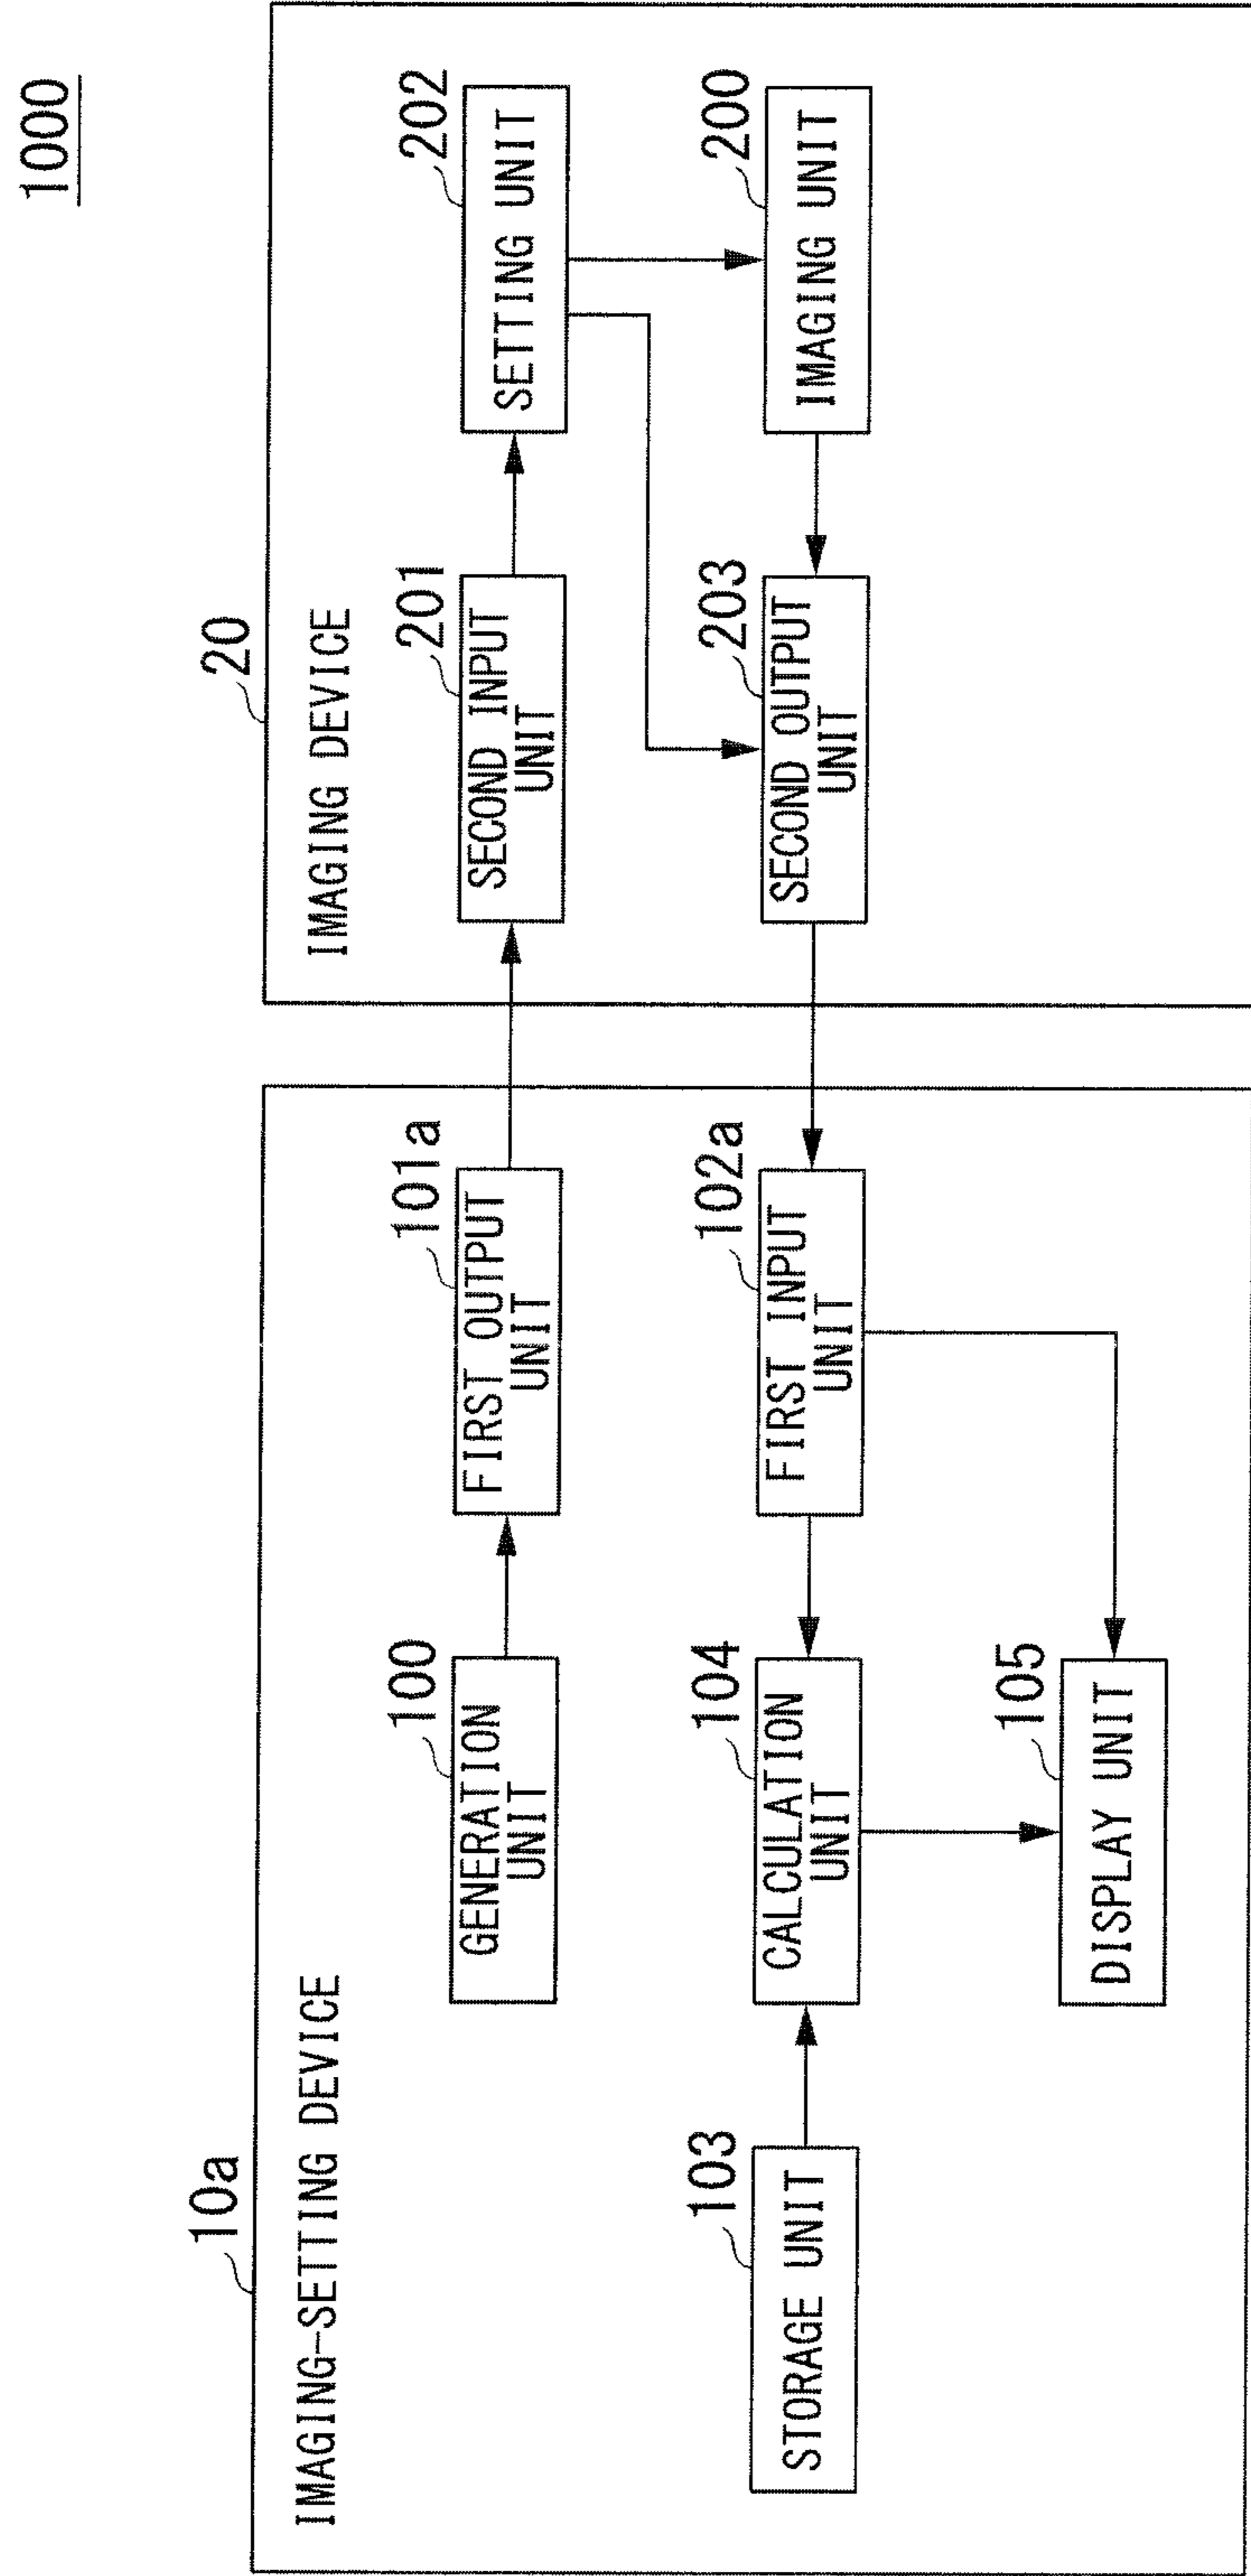 1000
10a
IMAGING-SETTING DEVICE
100
GENERATION
UNIT
101a
FIRST OUTPUT
UNIT
103
STORAGE UNIT
104
CALCULATION
UNIT
102a
FIRST INPUT
UNIT
105
DISPLAY UNIT
20
IMAGING DEVICE
201
SECOND INPUT
UNIT
202
SETTING UNIT
203
SECOND OUTPUT
UNIT
200
IMAGING UNIT